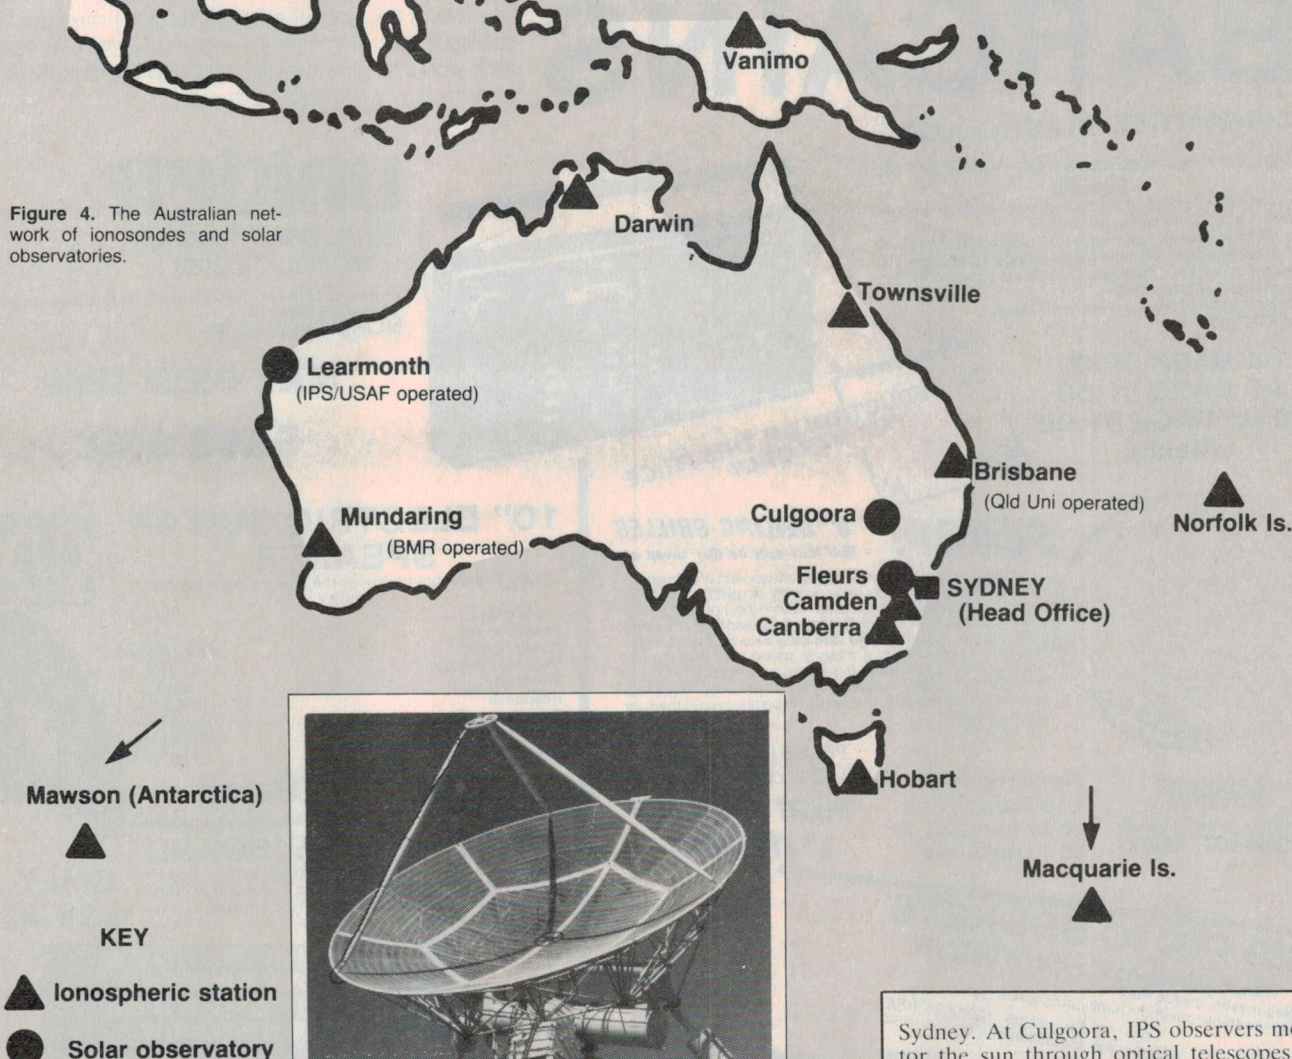 Vanimo
Figure 4. The Australian net-
work of ionosondes and solar
observatories.
Darwin
Townsville
Learmonth
(IPS/USAF operated)
Brisbane
(Qld Uni operated)
Culgoora
Norfolk Is.
Mundaring
(BMR operated)
Fleurs
SYDNEY
(Head Office)
Camden
Canberra
Hobart
Mawson (Antarctica)
Macquarie Is.
KEY
Ionospheric station
Solar observatory
Sydney. At Culgoora, IPS observers
tor the sun through optical telescopes